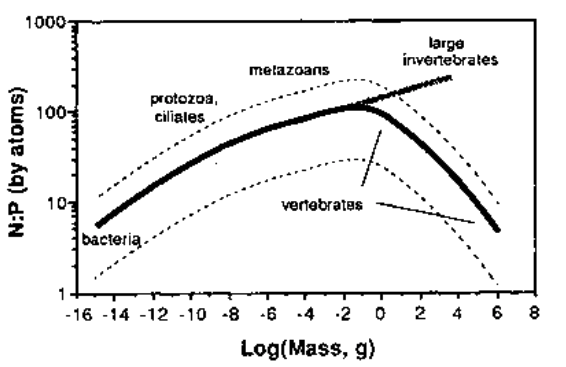 1000
100
10
1
N:P (by atoms)
large
invertebrates
metazoans
protozoa,
ciliates
vertebrates
bacteria
-16 -14 -12 -10 -8 -6 -4 -2 0 2 4 6 8
Log(Mass, g)